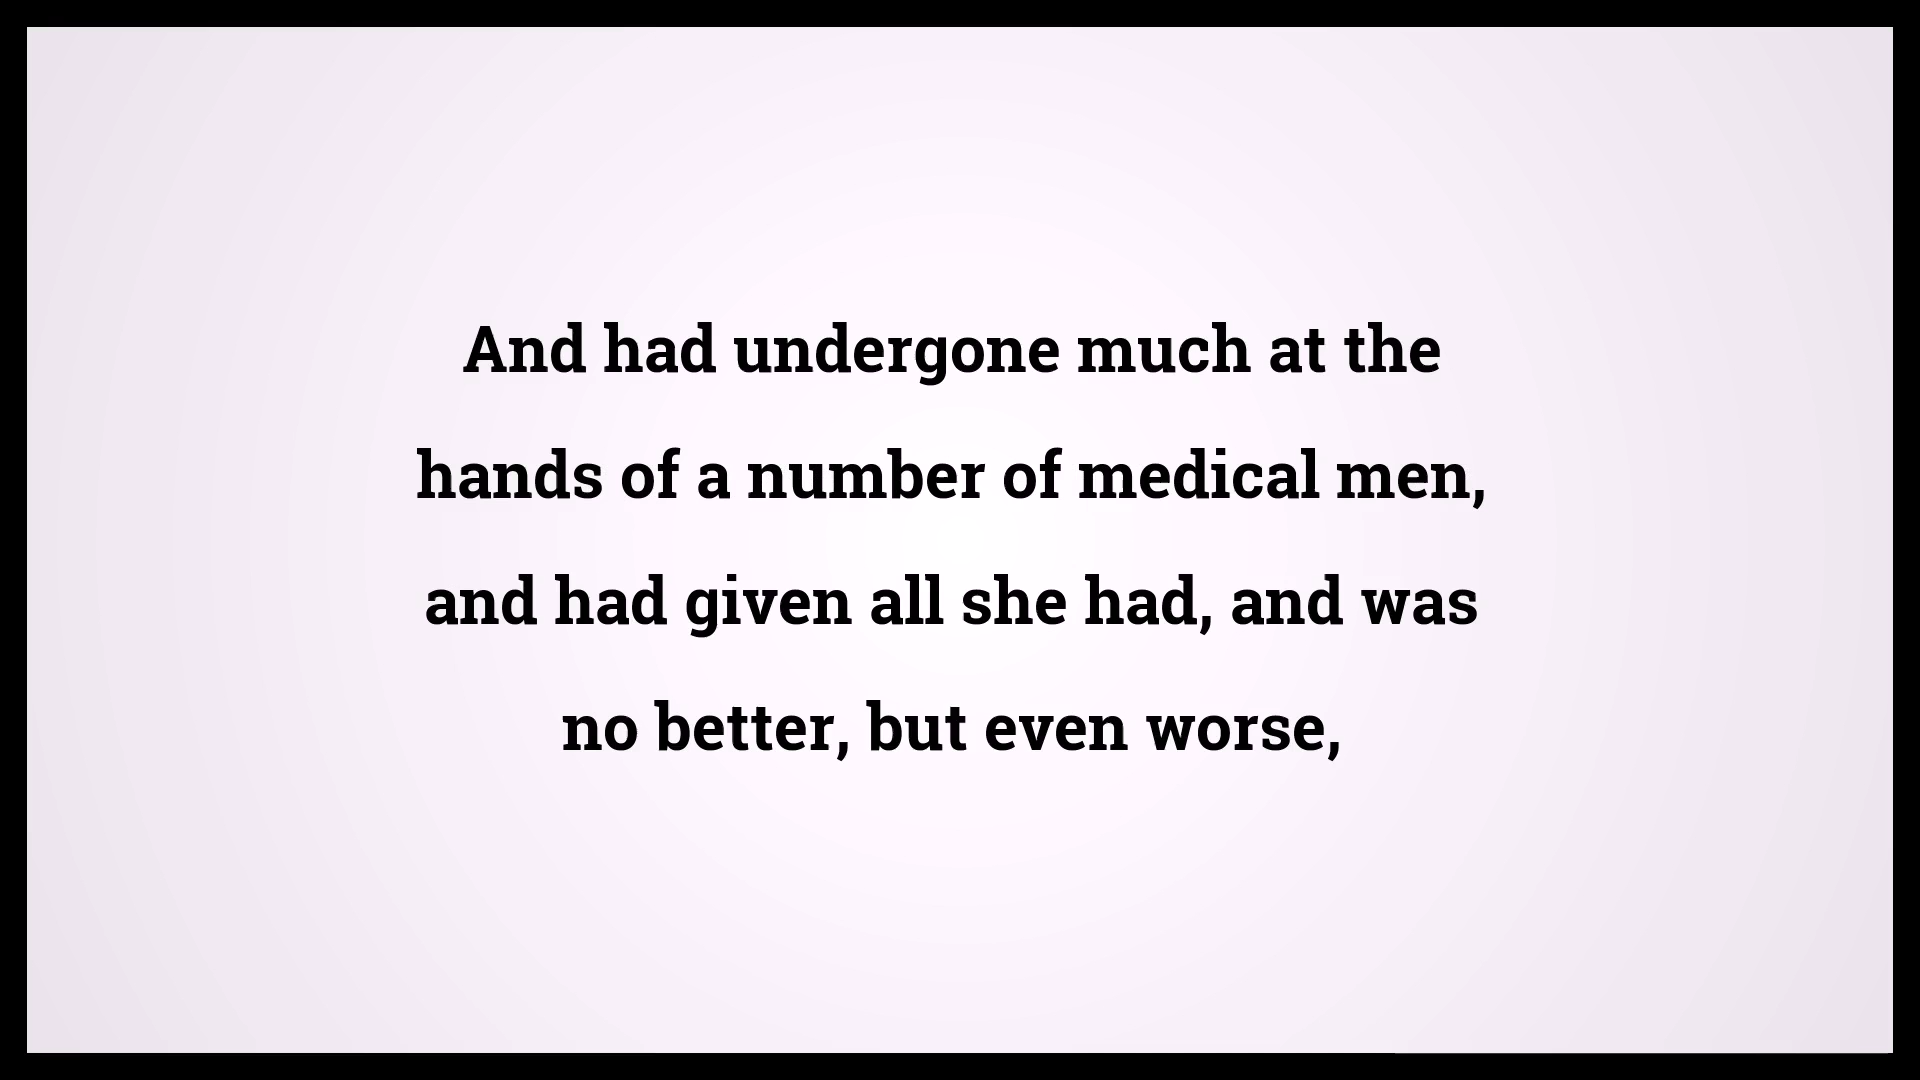 And had undergone much at the
hands of a number of medical men,
and had given all she had, and was
no better, but even worse,